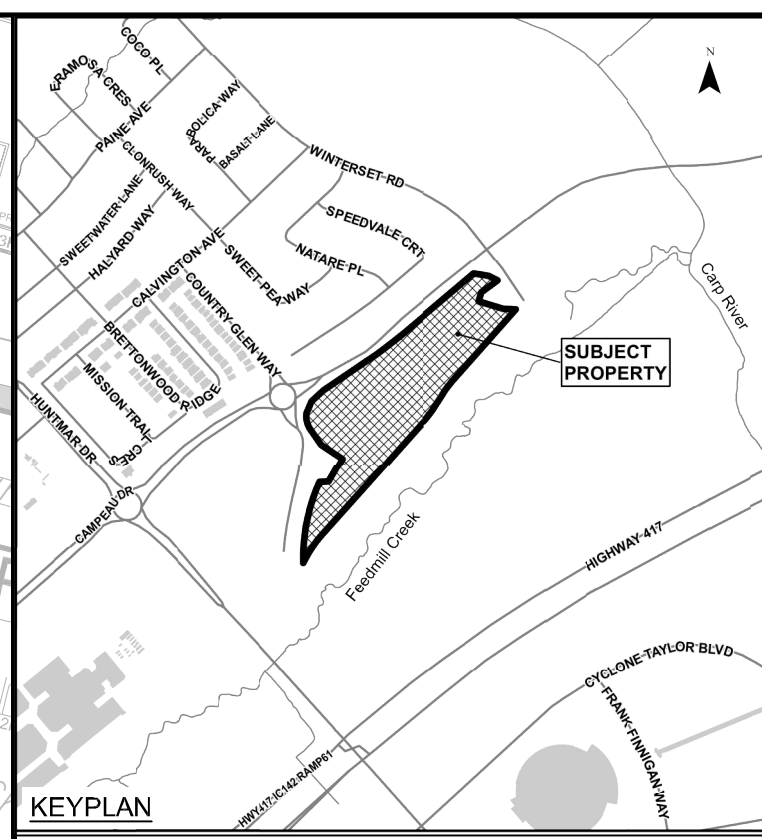 COCO PL
ERAMOSA CRES
PAINE AVE
PARABOLICA WAY
BASALT LANE
CLONRUSH WAY
WINTERSET RD
N
SWEETWATER LANE
HALYARD WAY
SPEEDVALE CRT
NATARE PL
SWEET PEA WAY
CALVINGTON AVE
COUNTRY GLEN WAY
BRETTONWOOD RIDGE
MISSION TRAIL CRES
HUNTMAR DR
CAMPEAU DR
Carp River
SUBJECT
PROPERTY
Feedmill Creek
HIGHWAY 417
CYCLONE TAYLOR BLVD
FRANK FINNIGAN WAY
HWY417 IC142 RAMP61
KEYPLAN